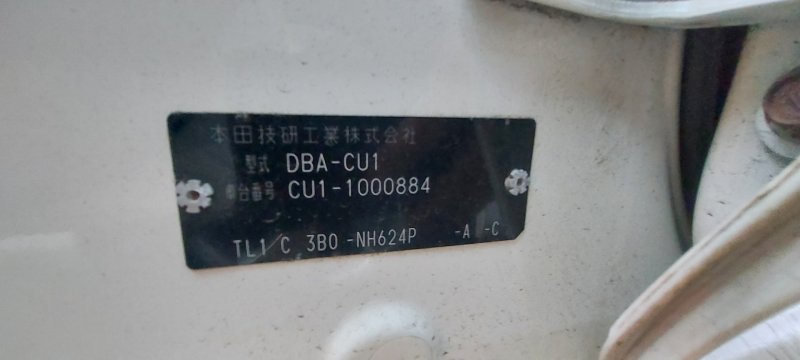 本田技研工業株式会社
型式 DBA-CU1
車台番号 CU1-1000884
TL1/C 3B0 -NH624P -A -C